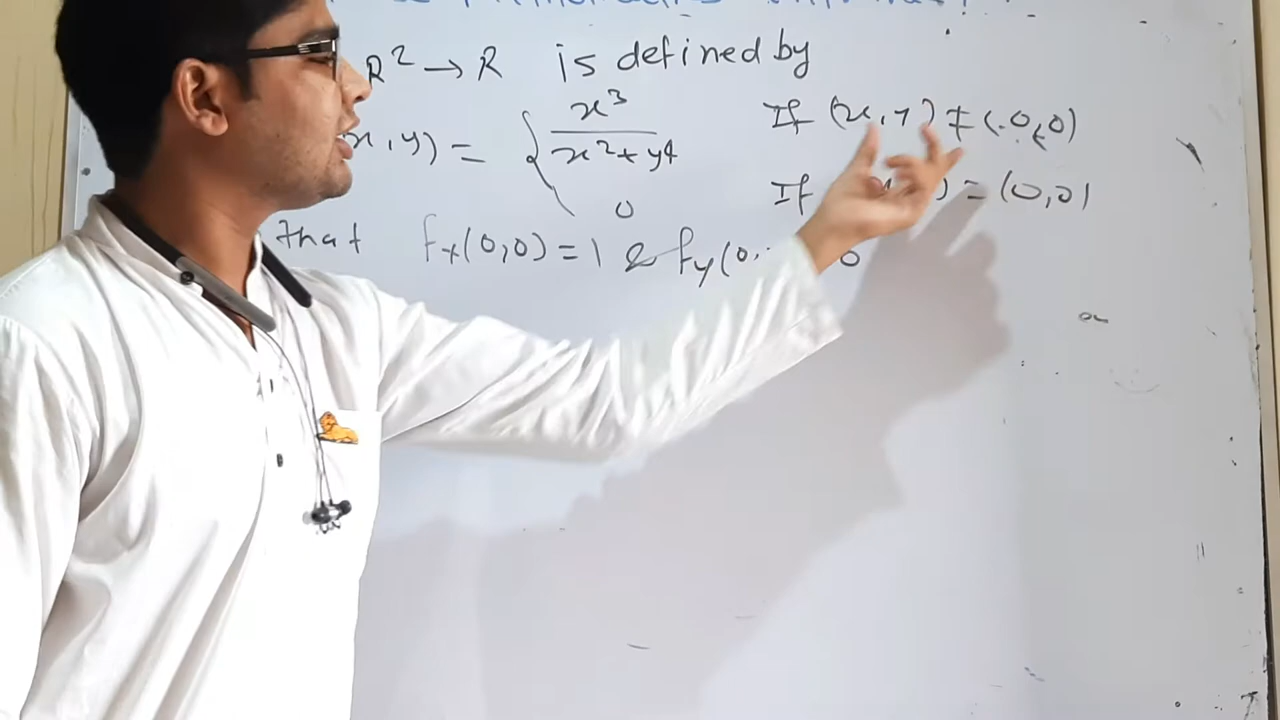 R² → R is defined by
x,y) = { x³ / x² + y4 If (x,y) ≠ (0,0)
0 If ) = (0,0)
that fx(0,0) = 1 & fy(0, 0